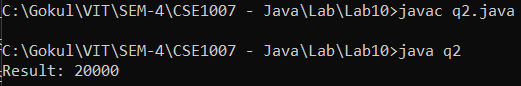 C:\Gokul\VIT\SEM-4\CSE1007 - Java\Lab\Lab10>javac q2.java
C:\Gokul\VIT\SEM-4\CSE1007 - Java\Lab\Lab10>java q2
Result: 20000